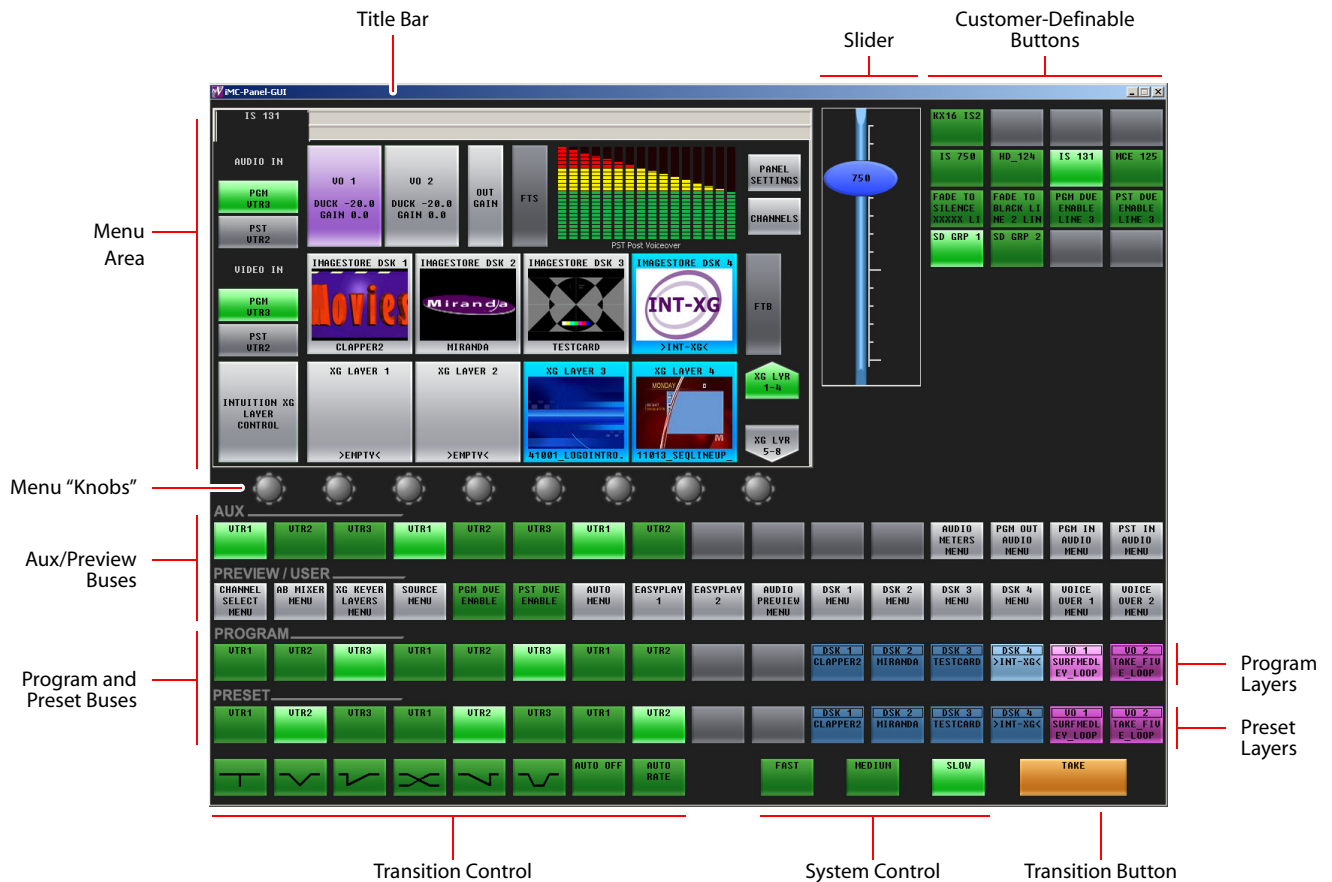 Title Bar
Slider
Customer-Definable
Buttons
iMC-Panel-GUI
IS 131
AUDIO IN
PGM
VTR3
PST
VTR2
VO 1
DUCK -20.0
GAIN 0.0
VO 2
DUCK -20.0
GAIN 0.0
OUT
GAIN
FTS
PST Post Voiceover
PANEL
SETTINGS
CHANNELS
750
KX16 IS2
IS 750
HD_124
IS 131
MCE 125
FADE TO
SILENCE
XXXXX LI
FADE TO
BLACK LI
NE 2 LIN
PGM DVE
ENABLE
LINE 3
PST DVE
ENABLE
LINE 3
SD GRP 1
SD GRP 2
Menu
Area
VIDEO IN
PGM
VTR3
PST
VTR2
IMAGESTORE DSK 1
Movies
CLAPPER2
IMAGESTORE DSK 2
Miranda
MIRANDA
IMAGESTORE DSK 3
TESTCARD
IMAGESTORE DSK 4
INT-XG
>INT-XG<
FTB
INTUITION XG
LAYER
CONTROL
XG LAYER 1
>EMPTY<
XG LAYER 2
>EMPTY<
XG LAYER 3
41001_LOGOINTRO.
XG LAYER 4
MONDAY
11013_SEQLINEUP_
XG LYR
1-4
XG LYR
5-8
Menu “Knobs”
AUX
VTR1 VTR2 VTR3 VTR1 VTR2 VTR3 VTR1 VTR2
AUDIO
METERS
MENU
PGM OUT
AUDIO
MENU
PGM IN
AUDIO
MENU
PST IN
AUDIO
MENU
Aux/Preview
Buses
PREVIEW / USER
CHANNEL
SELECT
MENU
AB MIXER
MENU
XG KEYER
LAYERS
MENU
SOURCE
MENU
PGM DVE
ENABLE
PST DVE
ENABLE
AUTO
MENU
EASYPLAY
1
EASYPLAY
2
AUDIO
PREVIEW
MENU
DSK 1
MENU
DSK 2
MENU
DSK 3
MENU
DSK 4
MENU
VOICE
OVER 1
MENU
VOICE
OVER 2
MENU
Program and
Preset Buses
PROGRAM
VTR1 VTR2 VTR3 VTR1 VTR2 VTR3 VTR1 VTR2
DSK 1
CLAPPER2
DSK 2
MIRANDA
DSK 3
TESTCARD
DSK 4
>INT-XG<
VO 1
SURFMEDL
EY_LOOP
VO 2
TAKE_FIV
E_LOOP
Program
Layers
PRESET
VTR1 VTR2 VTR3 VTR1 VTR2 VTR3 VTR1 VTR2
DSK 1
CLAPPER2
DSK 2
MIRANDA
DSK 3
TESTCARD
DSK 4
>INT-XG<
VO 1
SURFMEDL
EY_LOOP
VO 2
TAKE_FIV
E_LOOP
Preset
Layers
AUTO OFF
AUTO
RATE
FAST
MEDIUM
SLOW
TAKE
Transition Control
System Control
Transition Button